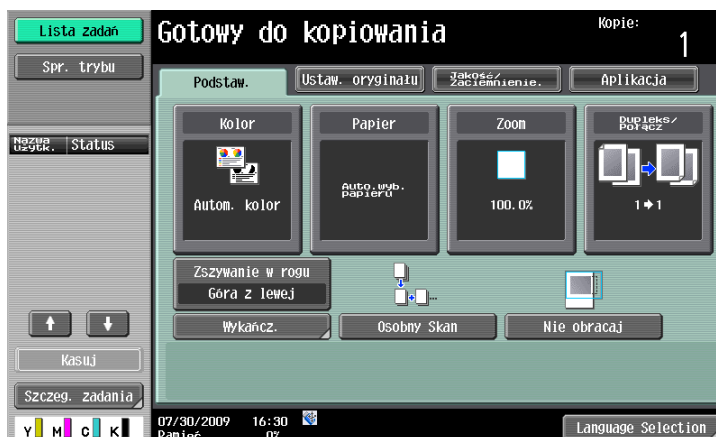 Lista zadań
Spr. trybu
Nazwa użytk.
Status
Kasuj
Szczeg. zadania
Y M C K
Gotowy do kopiowania
Kopie:
1
Podstaw.
Ustaw. oryginału
Jakość/
Zaciemnienie.
Aplikacja
Kolor
Autom. kolor
Papier
Auto.wyb.
papieru
Zoom
100.0%
Dupleks/
Połącz
1→1
Zszywanie w rogu
Góra z lewej
Wykańcz.
Osobny Skan
Nie obracaj
07/30/2009 16:30
Pamięć 0%
Language Selection